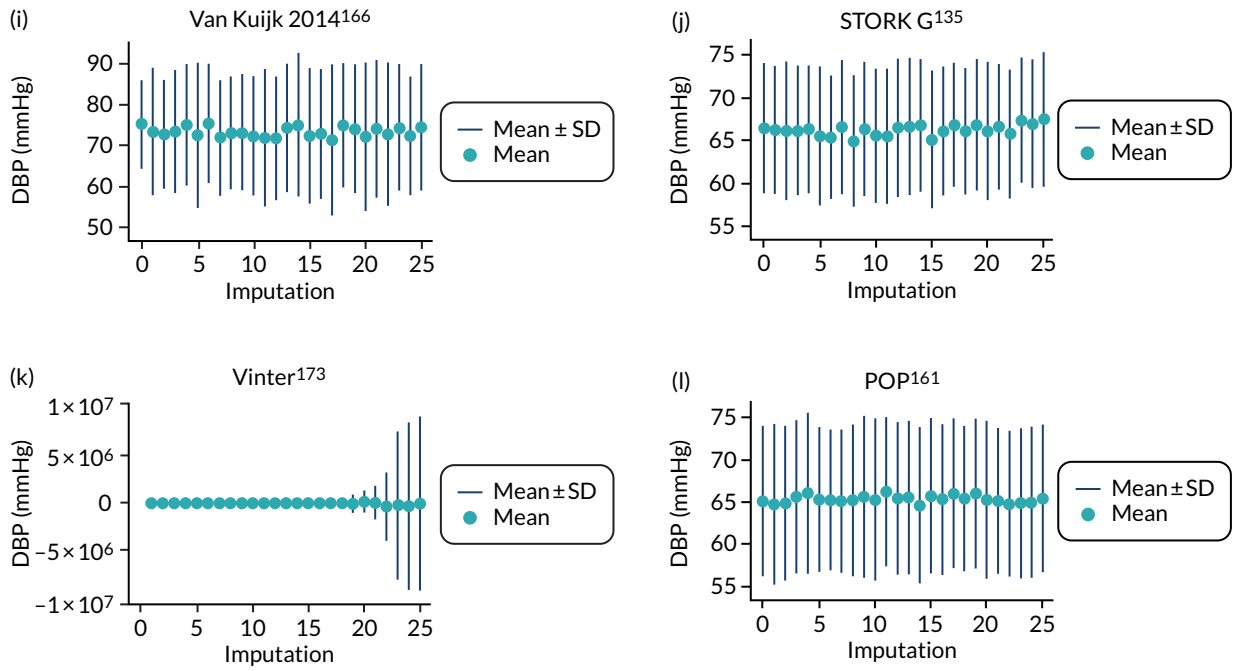 (i)
Van Kuijk 2014166
DBP (mmHg)
90
80
70
60
50
0 5 10 15 20 25
Imputation
Mean ± SD
Mean
(j)
STORK G135
DBP (mmHg)
75
70
65
60
55
0 5 10 15 20 25
Imputation
Mean ± SD
Mean
(k)
Vinter173
DBP (mmHg)
1 × 10⁷
5 × 10⁶
0
−5 × 10⁶
−1 × 10⁷
0 5 10 15 20 25
Imputation
Mean ± SD
Mean
(l)
POP161
DBP (mmHg)
75
70
65
60
55
0 5 10 15 20 25
Imputation
Mean ± SD
Mean